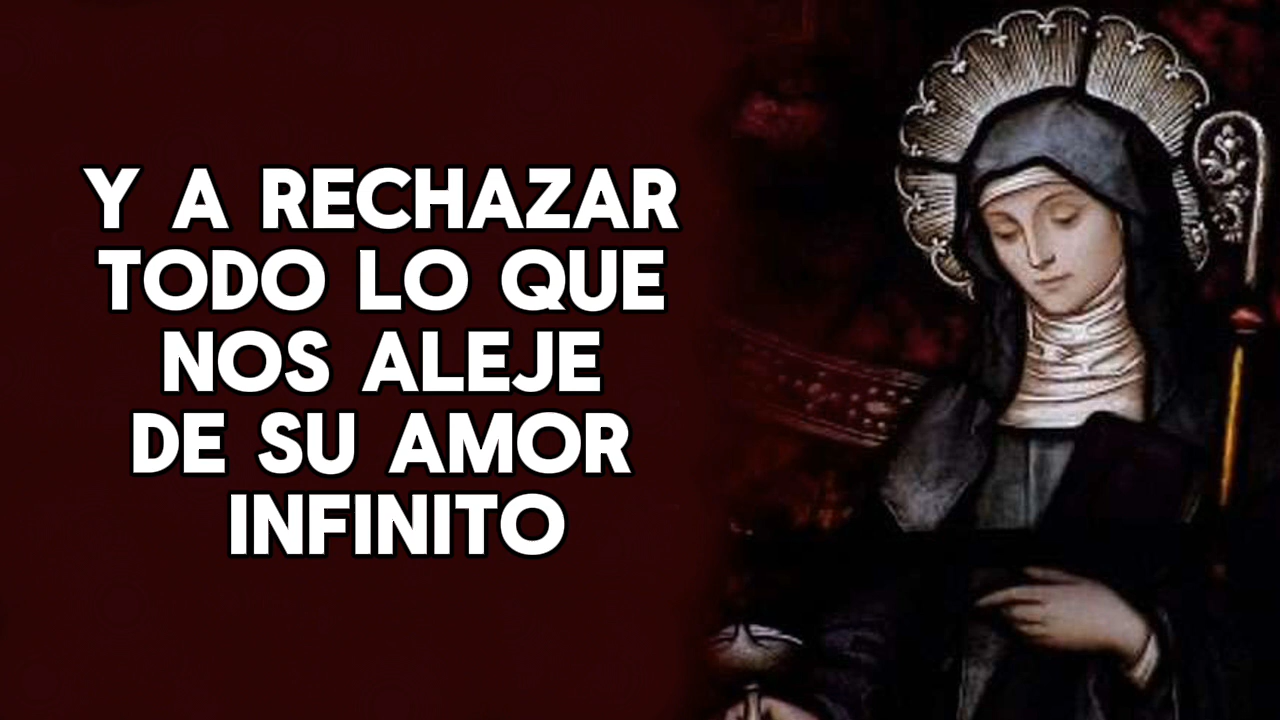 Y A RECHAZAR
TODO LO QUE
NOS ALEJE
DE SU AMOR
INFINITO